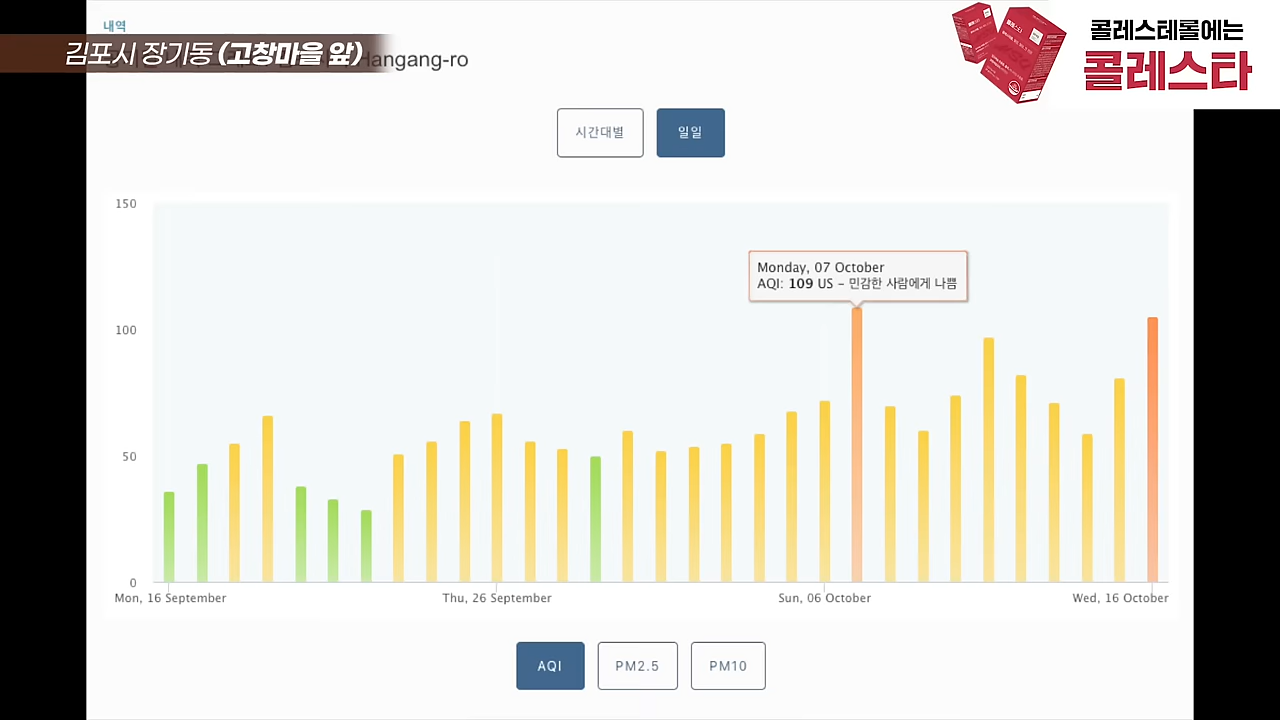 내역
김포시 장기동 (고창마을 앞)
Hangang-ro
콜레스테롤에는
콜레스타
시간대별
일일
150
100
50
0
Monday, 07 October
AQI: 109 US – 민감한 사람에게 나쁨
Mon, 16 September
Thu, 26 September
Sun, 06 October
Wed, 16 October
AQI
PM2.5
PM10